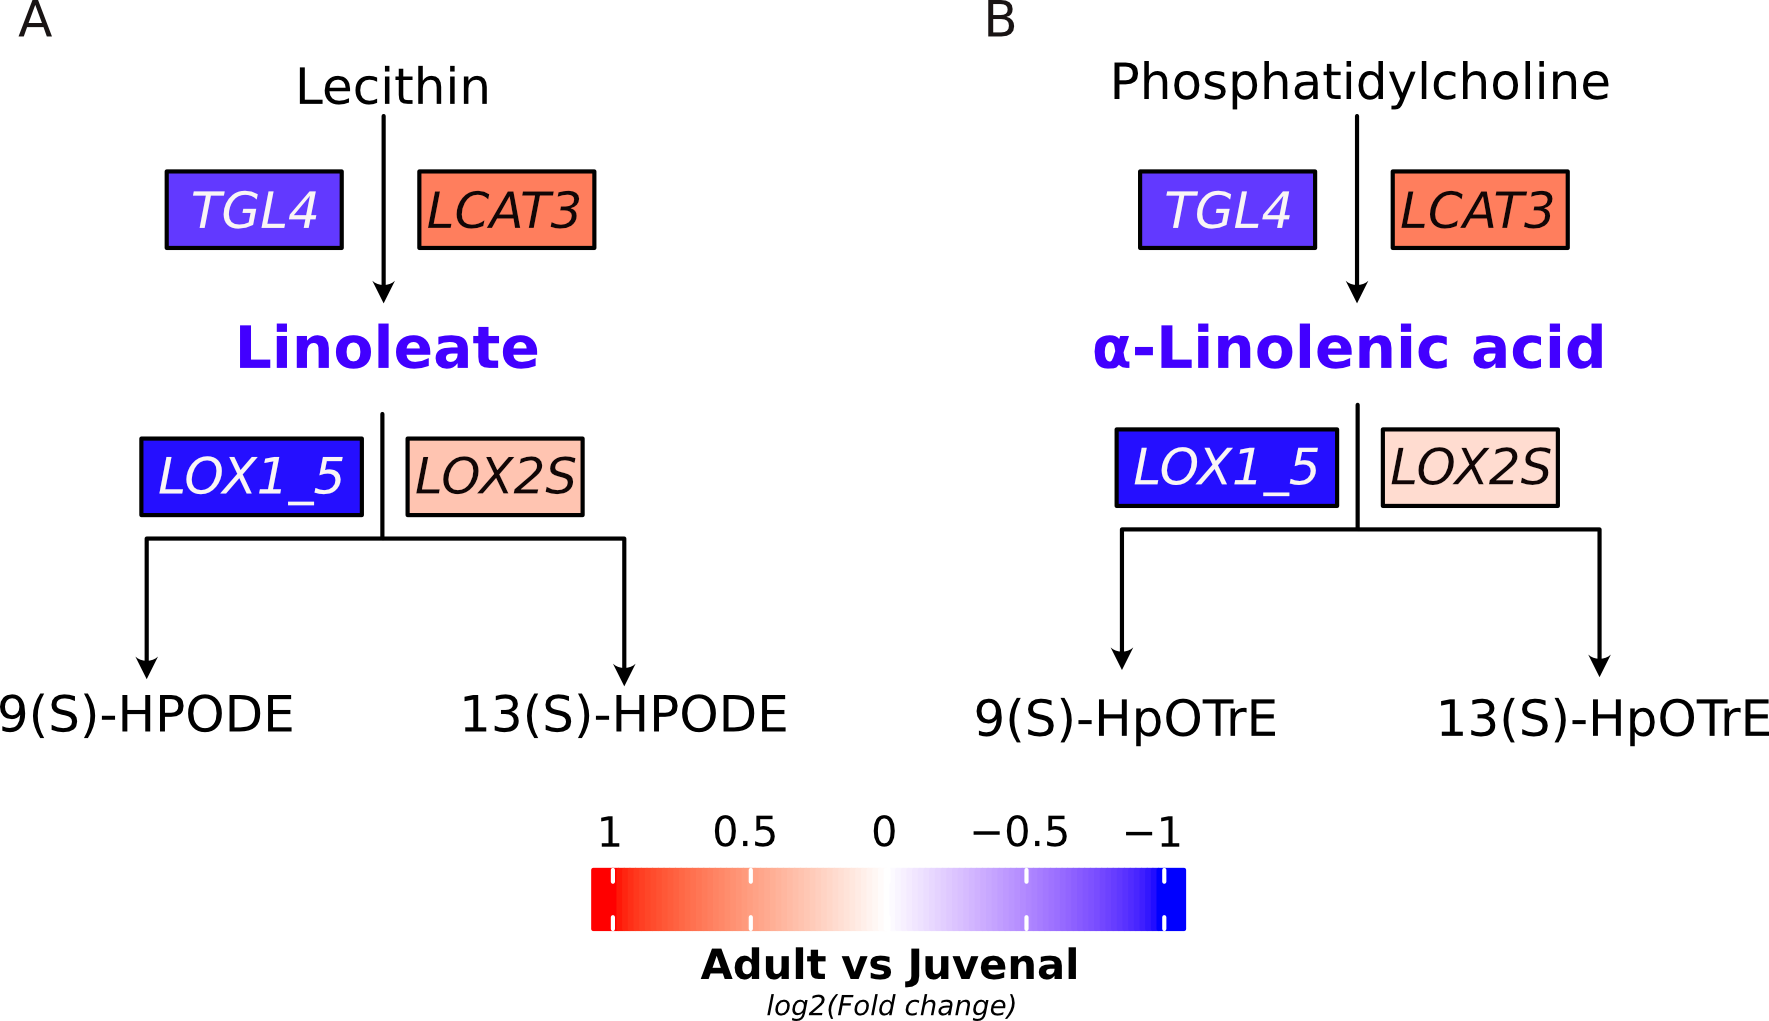 A
Lecithin
TGL4
LCAT3
Linoleate
LOX1_5
LOX2S
9(S)-HPODE
13(S)-HPODE
B
Phosphatidylcholine
TGL4
LCAT3
α-Linolenic acid
LOX1_5
LOX2S
9(S)-HpOTrE
13(S)-HpOTrE
1 0.5 0 −0.5 −1
Adult vs Juvenal
log2(Fold change)